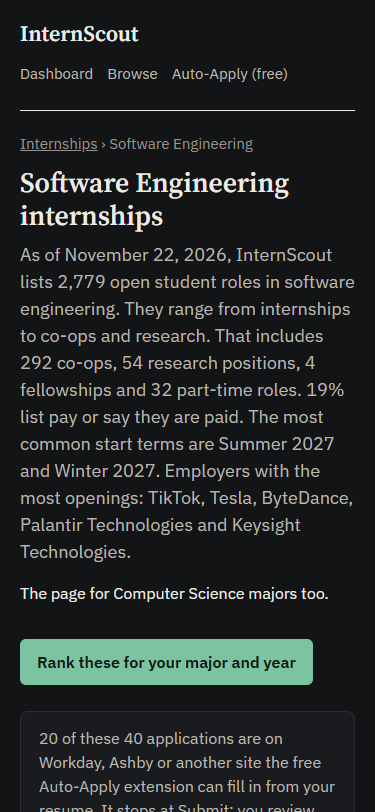 InternScout
Dashboard Browse Auto-Apply (free)
Internships › Software Engineering
Software Engineering
internships
As of November 22, 2026, InternScout
lists 2,779 open student roles in software
engineering. They range from internships
to co-ops and research. That includes
292 co-ops, 54 research positions, 4
fellowships and 32 part-time roles. 19%
list pay or say they are paid. The most
common start terms are Summer 2027
and Winter 2027. Employers with the
most openings: TikTok, Tesla, ByteDance,
Palantir Technologies and Keysight
Technologies.
The page for Computer Science majors too.
Rank these for your major and year
20 of these 40 applications are on
Workday, Ashby or another site the free
Auto-Apply extension can fill in from your
resume. It stops at Submit: you review